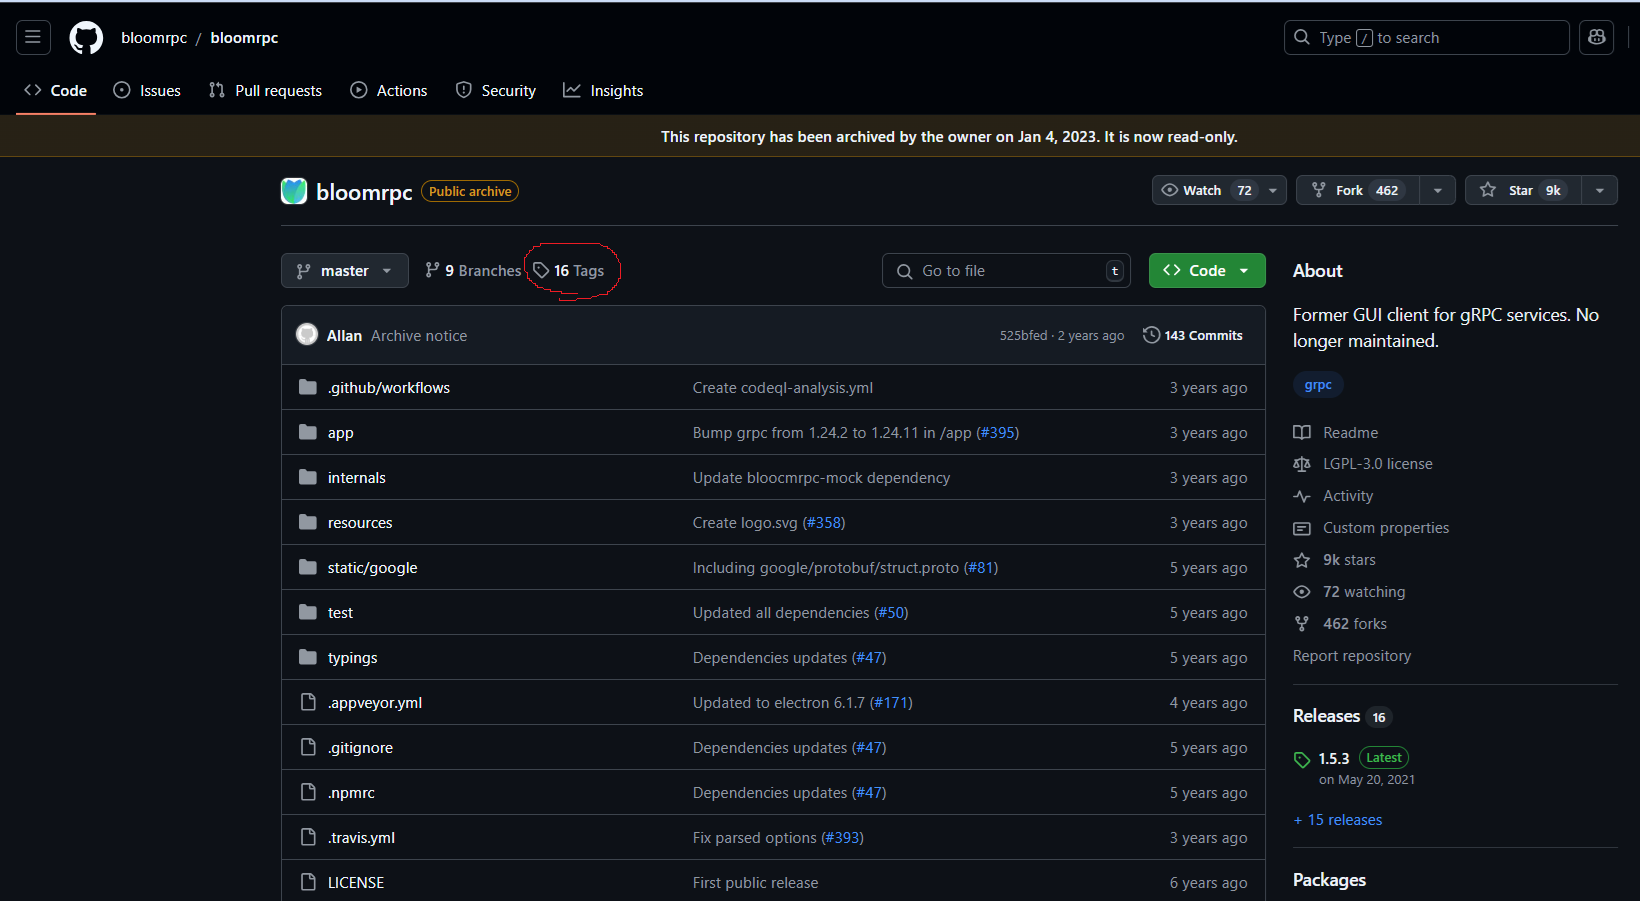 bloomrpc / bloomrpc
Type / to search
Code Issues Pull requests Actions Security Insights
This repository has been archived by the owner on Jan 4, 2023. It is now read-only.
bloomrpc Public archive
Watch 72 Fork 462 Star 9k
master 9 Branches 16 Tags Go to file t Code
Allan Archive notice 525bfed · 2 years ago 143 Commits
.github/workflows Create codeql-analysis.yml 3 years ago
app Bump grpc from 1.24.2 to 1.24.11 in /app (#395) 3 years ago
internals Update bloocmrpc-mock dependency 3 years ago
resources Create logo.svg (#358) 3 years ago
static/google Including google/protobuf/struct.proto (#81) 5 years ago
test Updated all dependencies (#50) 5 years ago
typings Dependencies updates (#47) 5 years ago
.appveyor.yml Updated to electron 6.1.7 (#171) 4 years ago
.gitignore Dependencies updates (#47) 5 years ago
.npmrc Dependencies updates (#47) 5 years ago
.travis.yml Fix parsed options (#393) 3 years ago
LICENSE First public release 6 years ago
About
Former GUI client for gRPC services. No
longer maintained.
grpc
Readme
LGPL-3.0 license
Activity
Custom properties
9k stars
72 watching
462 forks
Report repository
Releases 16
1.5.3 Latest
on May 20, 2021
+ 15 releases
Packages